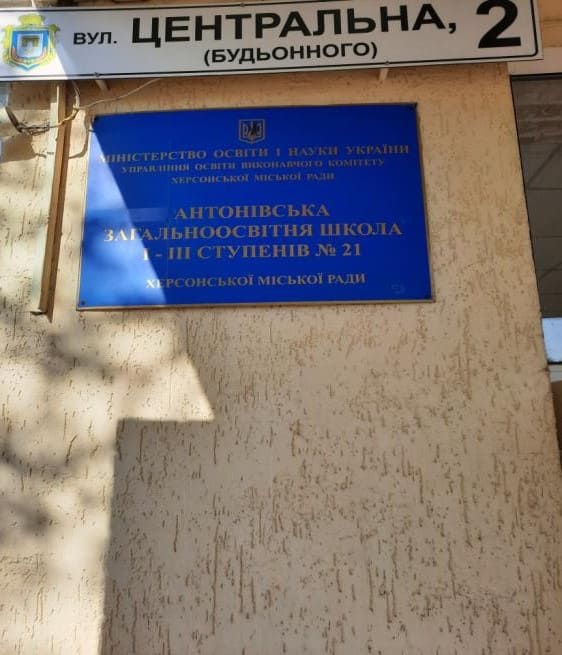 ВУЛ. ЦЕНТРАЛЬНА, 2
(БУДЬОННОГО)
МІНІСТЕРСТВО ОСВІТИ І НАУКИ УКРАЇНИ
УПРАВЛІННЯ ОСВІТИ ВИКОНАВЧОГО КОМІТЕТУ
ХЕРСОНСЬКОЇ МІСЬКОЇ РАДИ
АНТОНІВСЬКА
ЗАГАЛЬНООСВІТНЯ ШКОЛА
І - ІІІ СТУПЕНІВ № 21
ХЕРСОНСЬКОЇ МІСЬКОЇ РАДИ